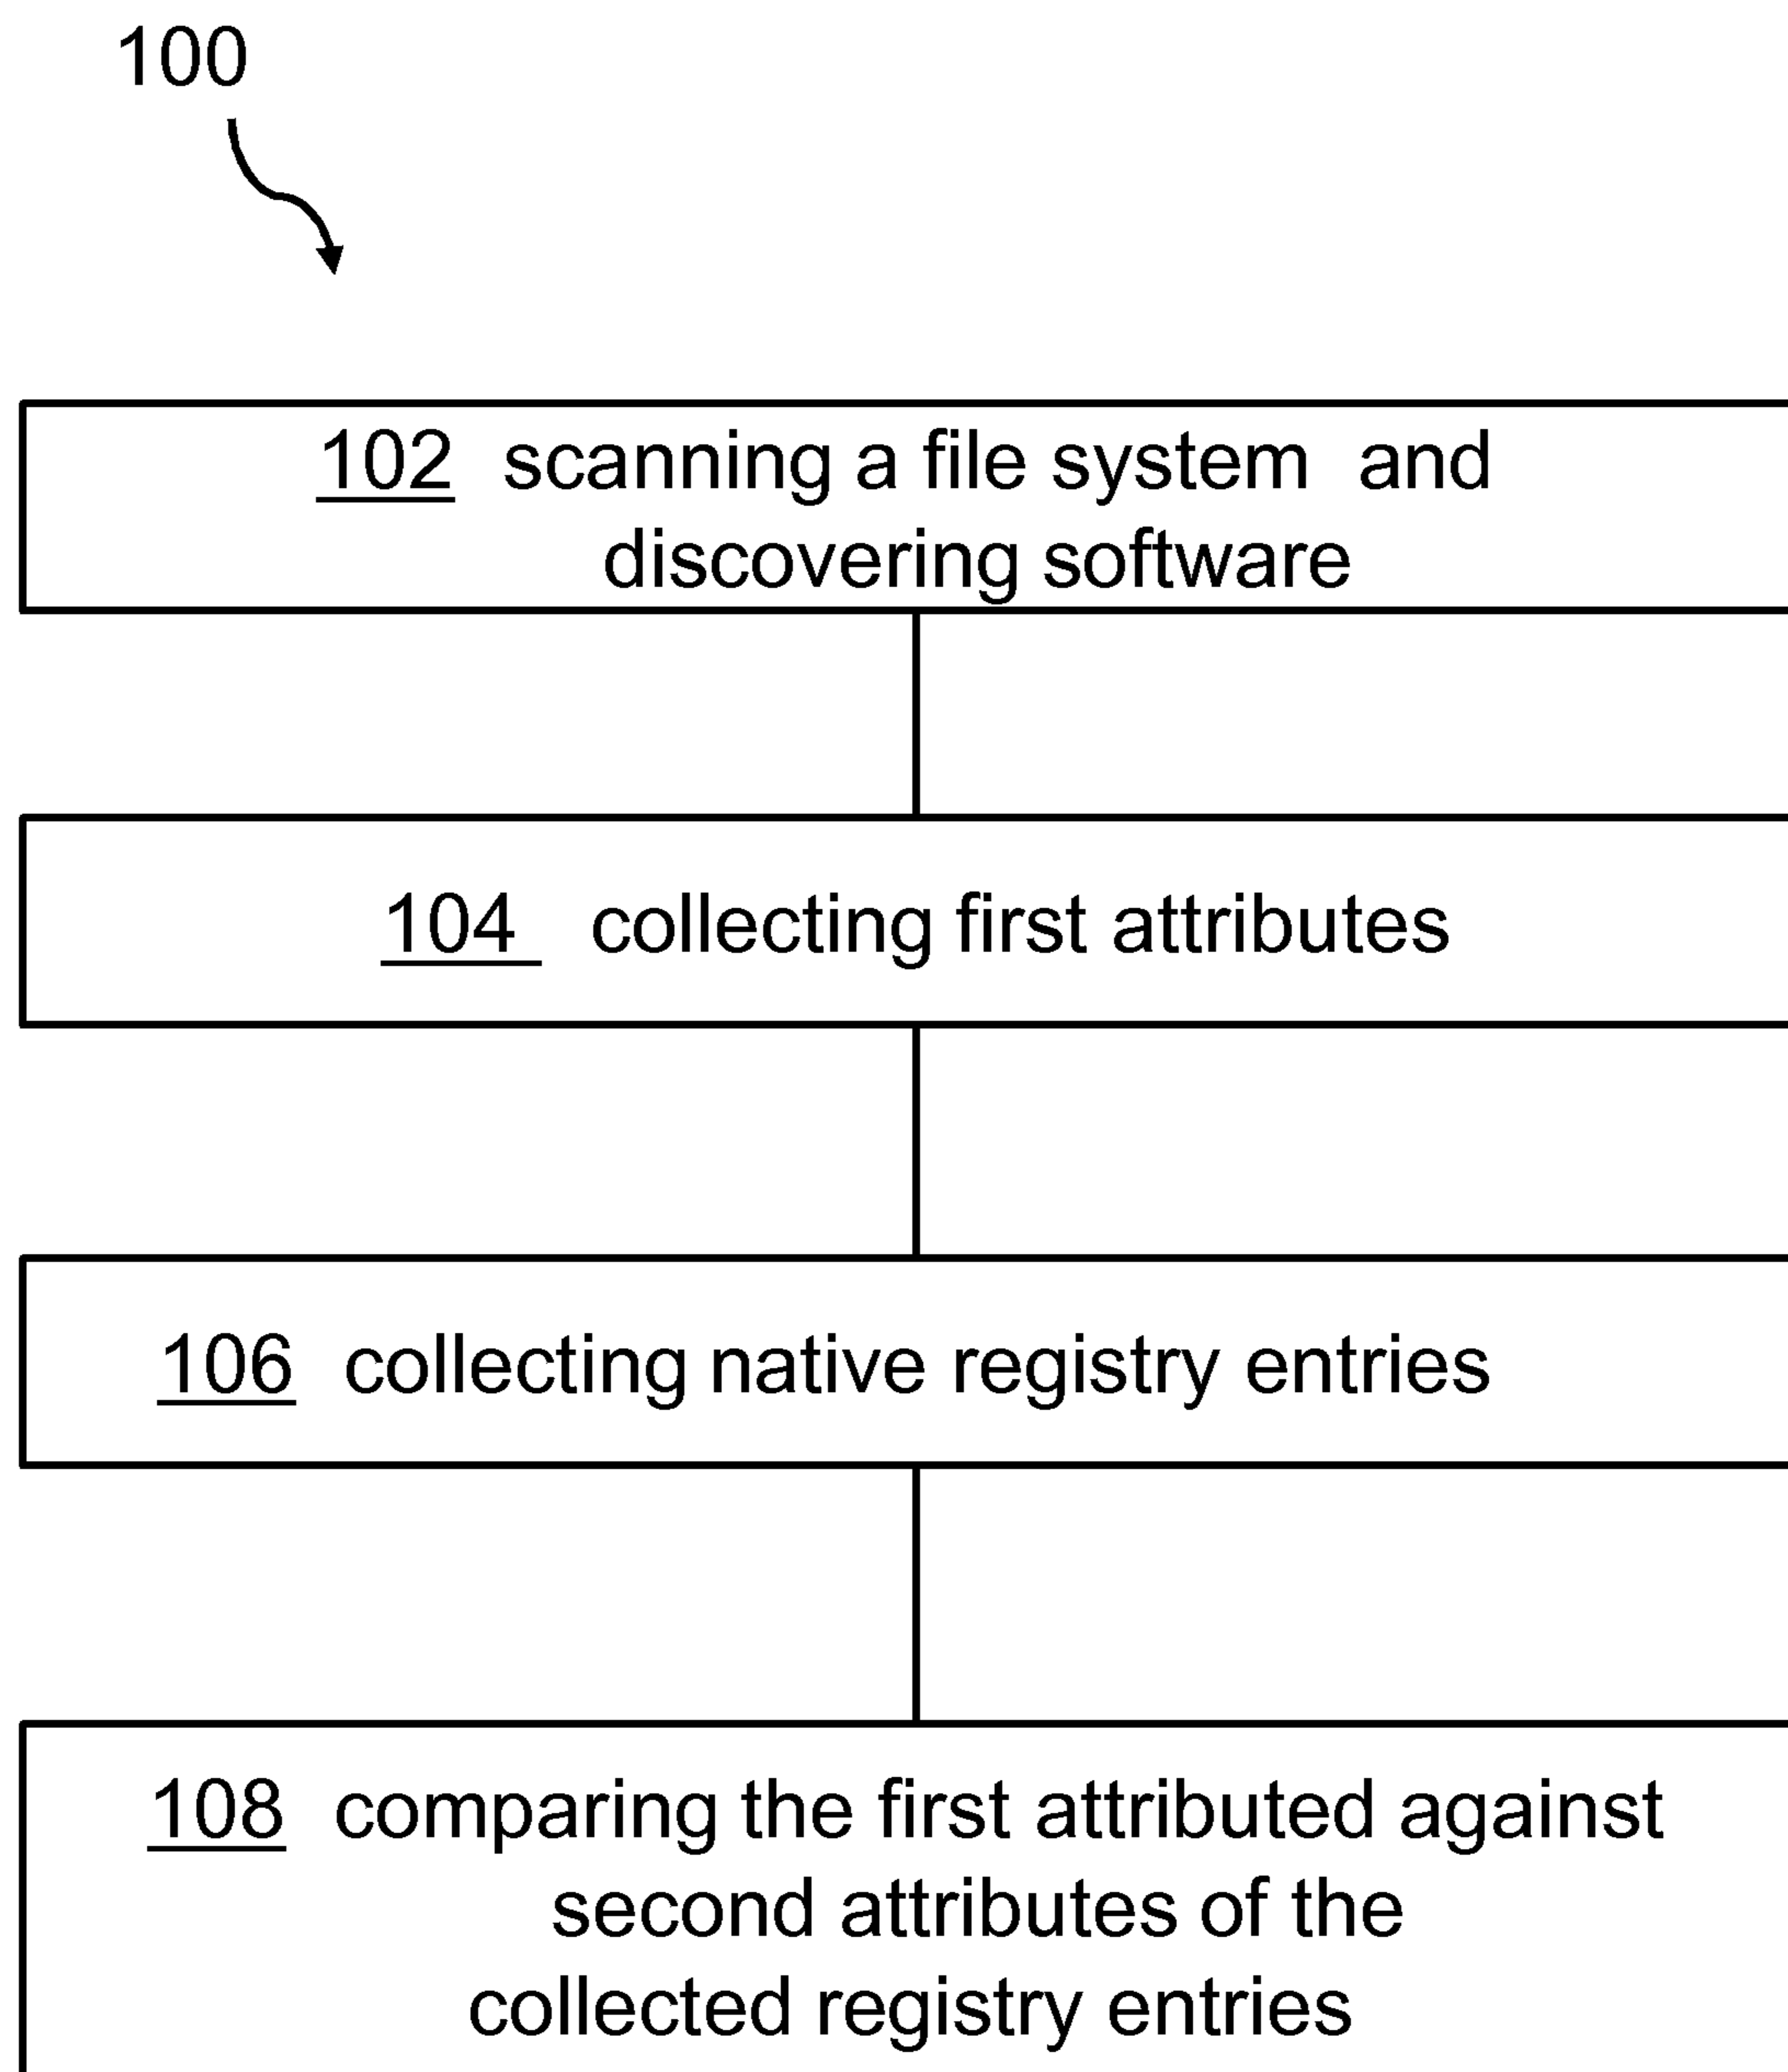 100
102 scanning a file system and
discovering software
104 collecting first attributes
106 collecting native registry entries
108 comparing the first attributed against
second attributes of the
collected registry entries